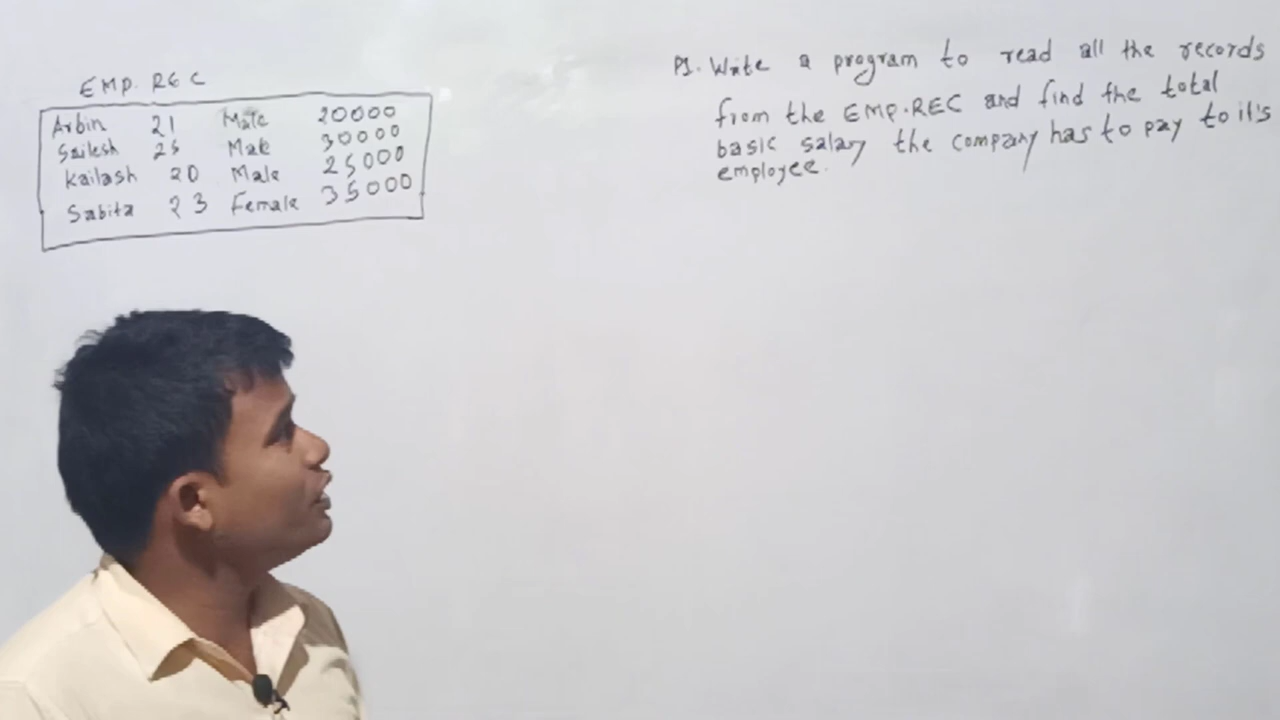 EMP. REC
Arbin 21 Male 20000
Sailesh 25 Male 30000
Kailash 20 Male 25000
Sabita 23 Female 35000
P1. Write a program to read all the records
from the EMP.REC and find the total
basic salary the company has to pay to it's
employee.